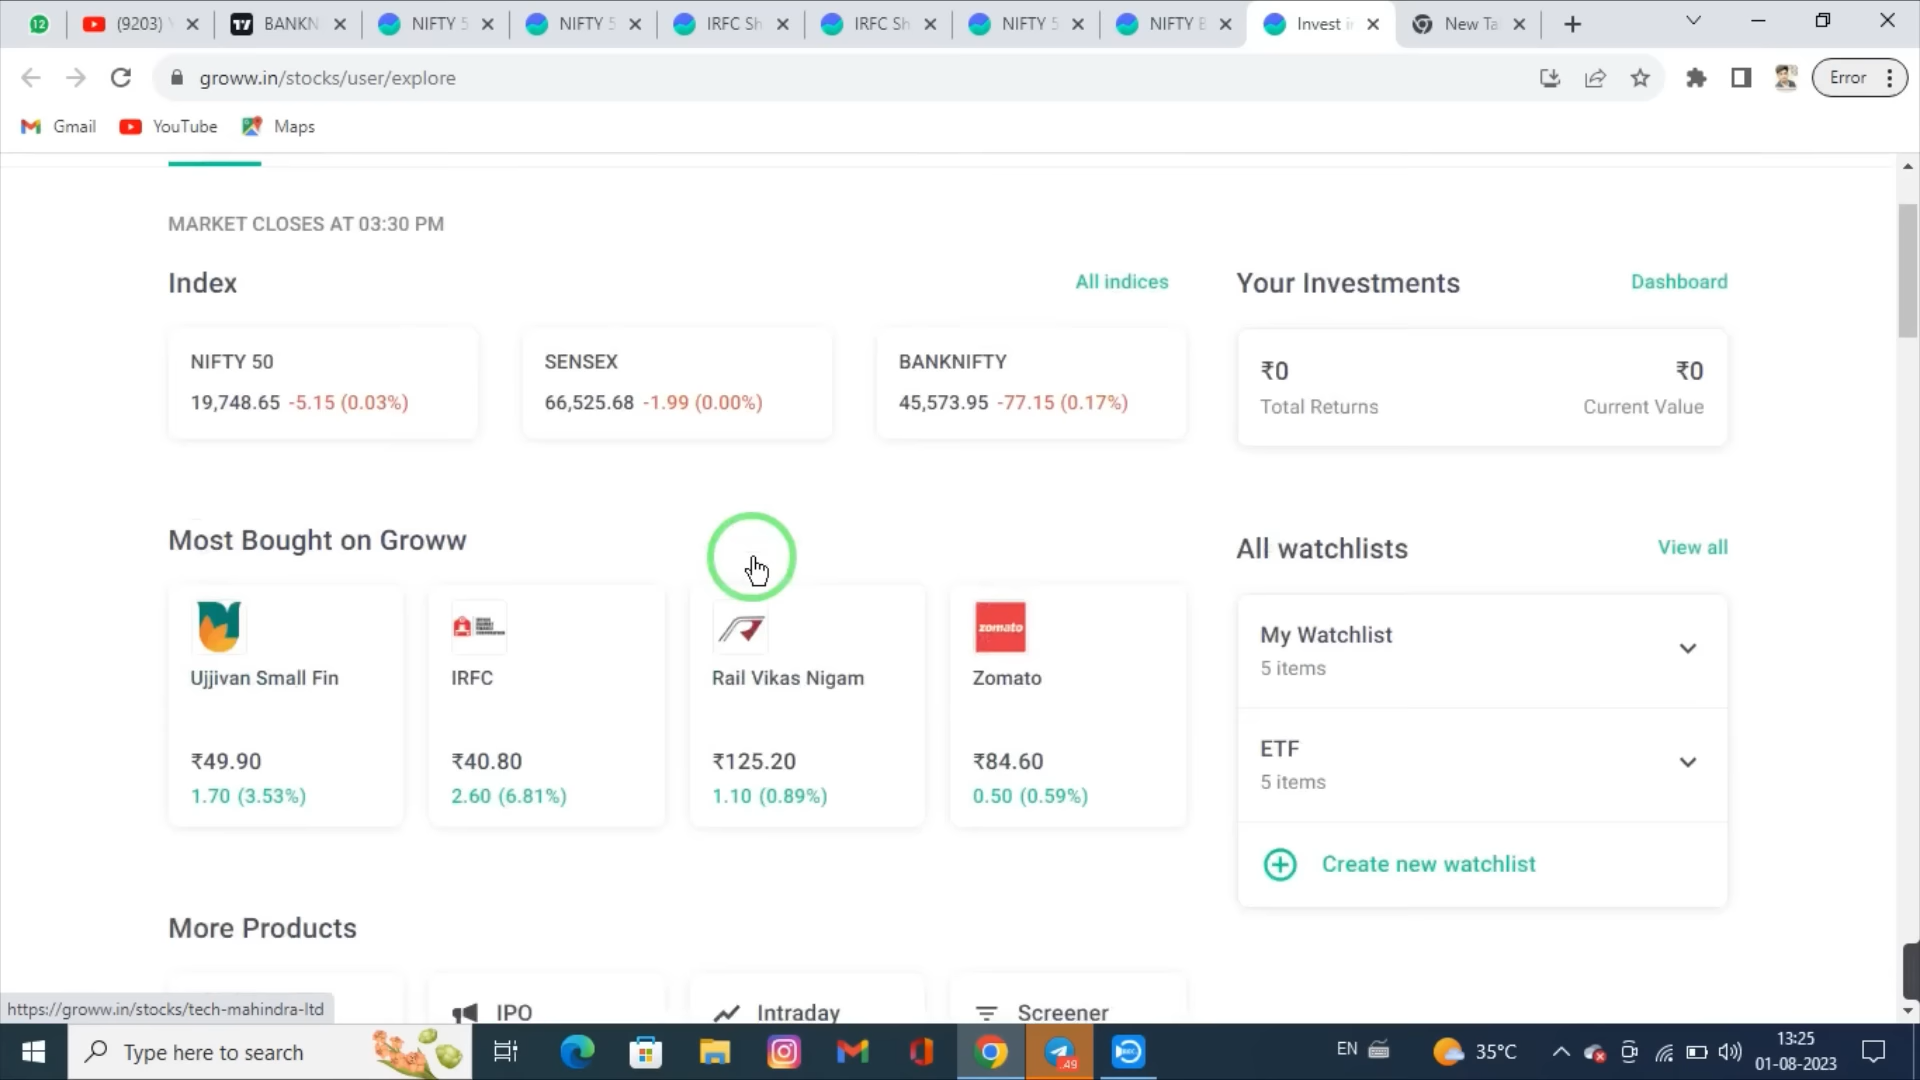 12
(9203)
BANKN
NIFTY 5
NIFTY 5
IRFC Sh
IRFC Sh
NIFTY 5
NIFTY B
Invest in
New Ta
groww.in/stocks/user/explore
Error
Gmail
YouTube
Maps
MARKET CLOSES AT 03:30 PM
Index
All indices
NIFTY 50
19,748.65 -5.15 (0.03%)
SENSEX
66,525.68 -1.99 (0.00%)
BANKNIFTY
45,573.95 -77.15 (0.17%)
Your Investments
Dashboard
₹0
₹0
Total Returns
Current Value
Most Bought on Groww
Ujjivan Small Fin
₹49.90
1.70 (3.53%)
IRFC
₹40.80
2.60 (6.81%)
Rail Vikas Nigam
₹125.20
1.10 (0.89%)
zomato
Zomato
₹84.60
0.50 (0.59%)
All watchlists
View all
My Watchlist
5 items
ETF
5 items
Create new watchlist
More Products
IPO
Intraday
Screener
https://groww.in/stocks/tech-mahindra-ltd
Type here to search
49
REC
EN
35°C
13:25
01-08-2023